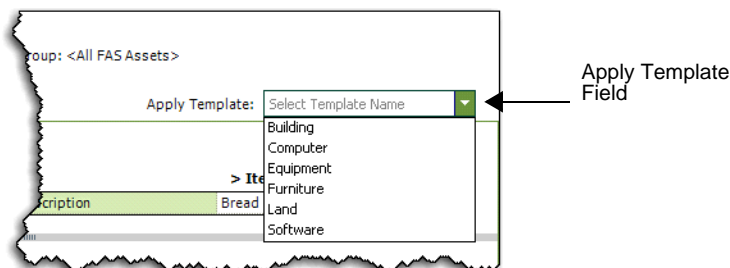 roup: <All FAS Assets>
Apply Template
Field
Apply Template: Select Template Name
Building
Computer
Equipment
> Ite
Furniture
cription Bread
Land
Software